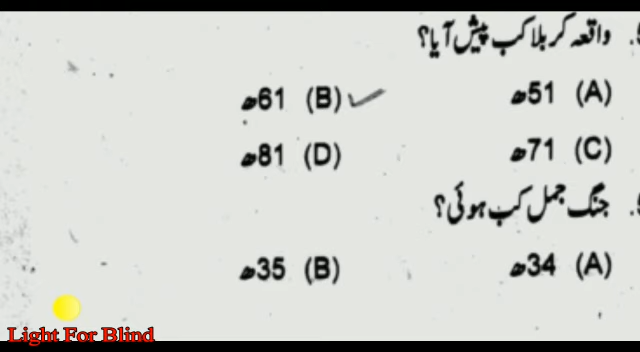 واقعہ کربلا کب پیش آیا؟
(A) 51ھ (B) 61ھ
(C) 71ھ (D) 81ھ
جنگ جمل کب ہوئی؟
(A) 34ھ (B) 35ھ
Light For Blind